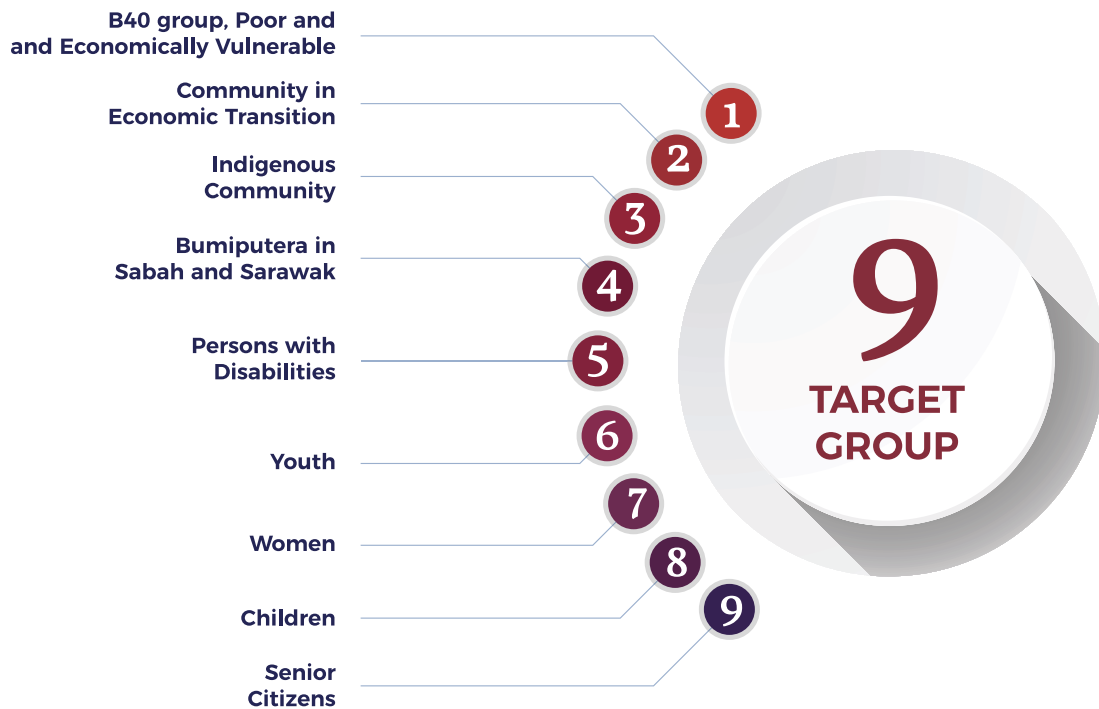 B40 group, Poor and
and Economically Vulnerable
1
Community in
Economic Transition
2
Indigenous
Community
3
Bumiputera in
Sabah and Sarawak
4
Persons with
Disabilities
5
Youth
6
Women
7
Children
8
Senior
Citizens
9
9
TARGET
GROUP